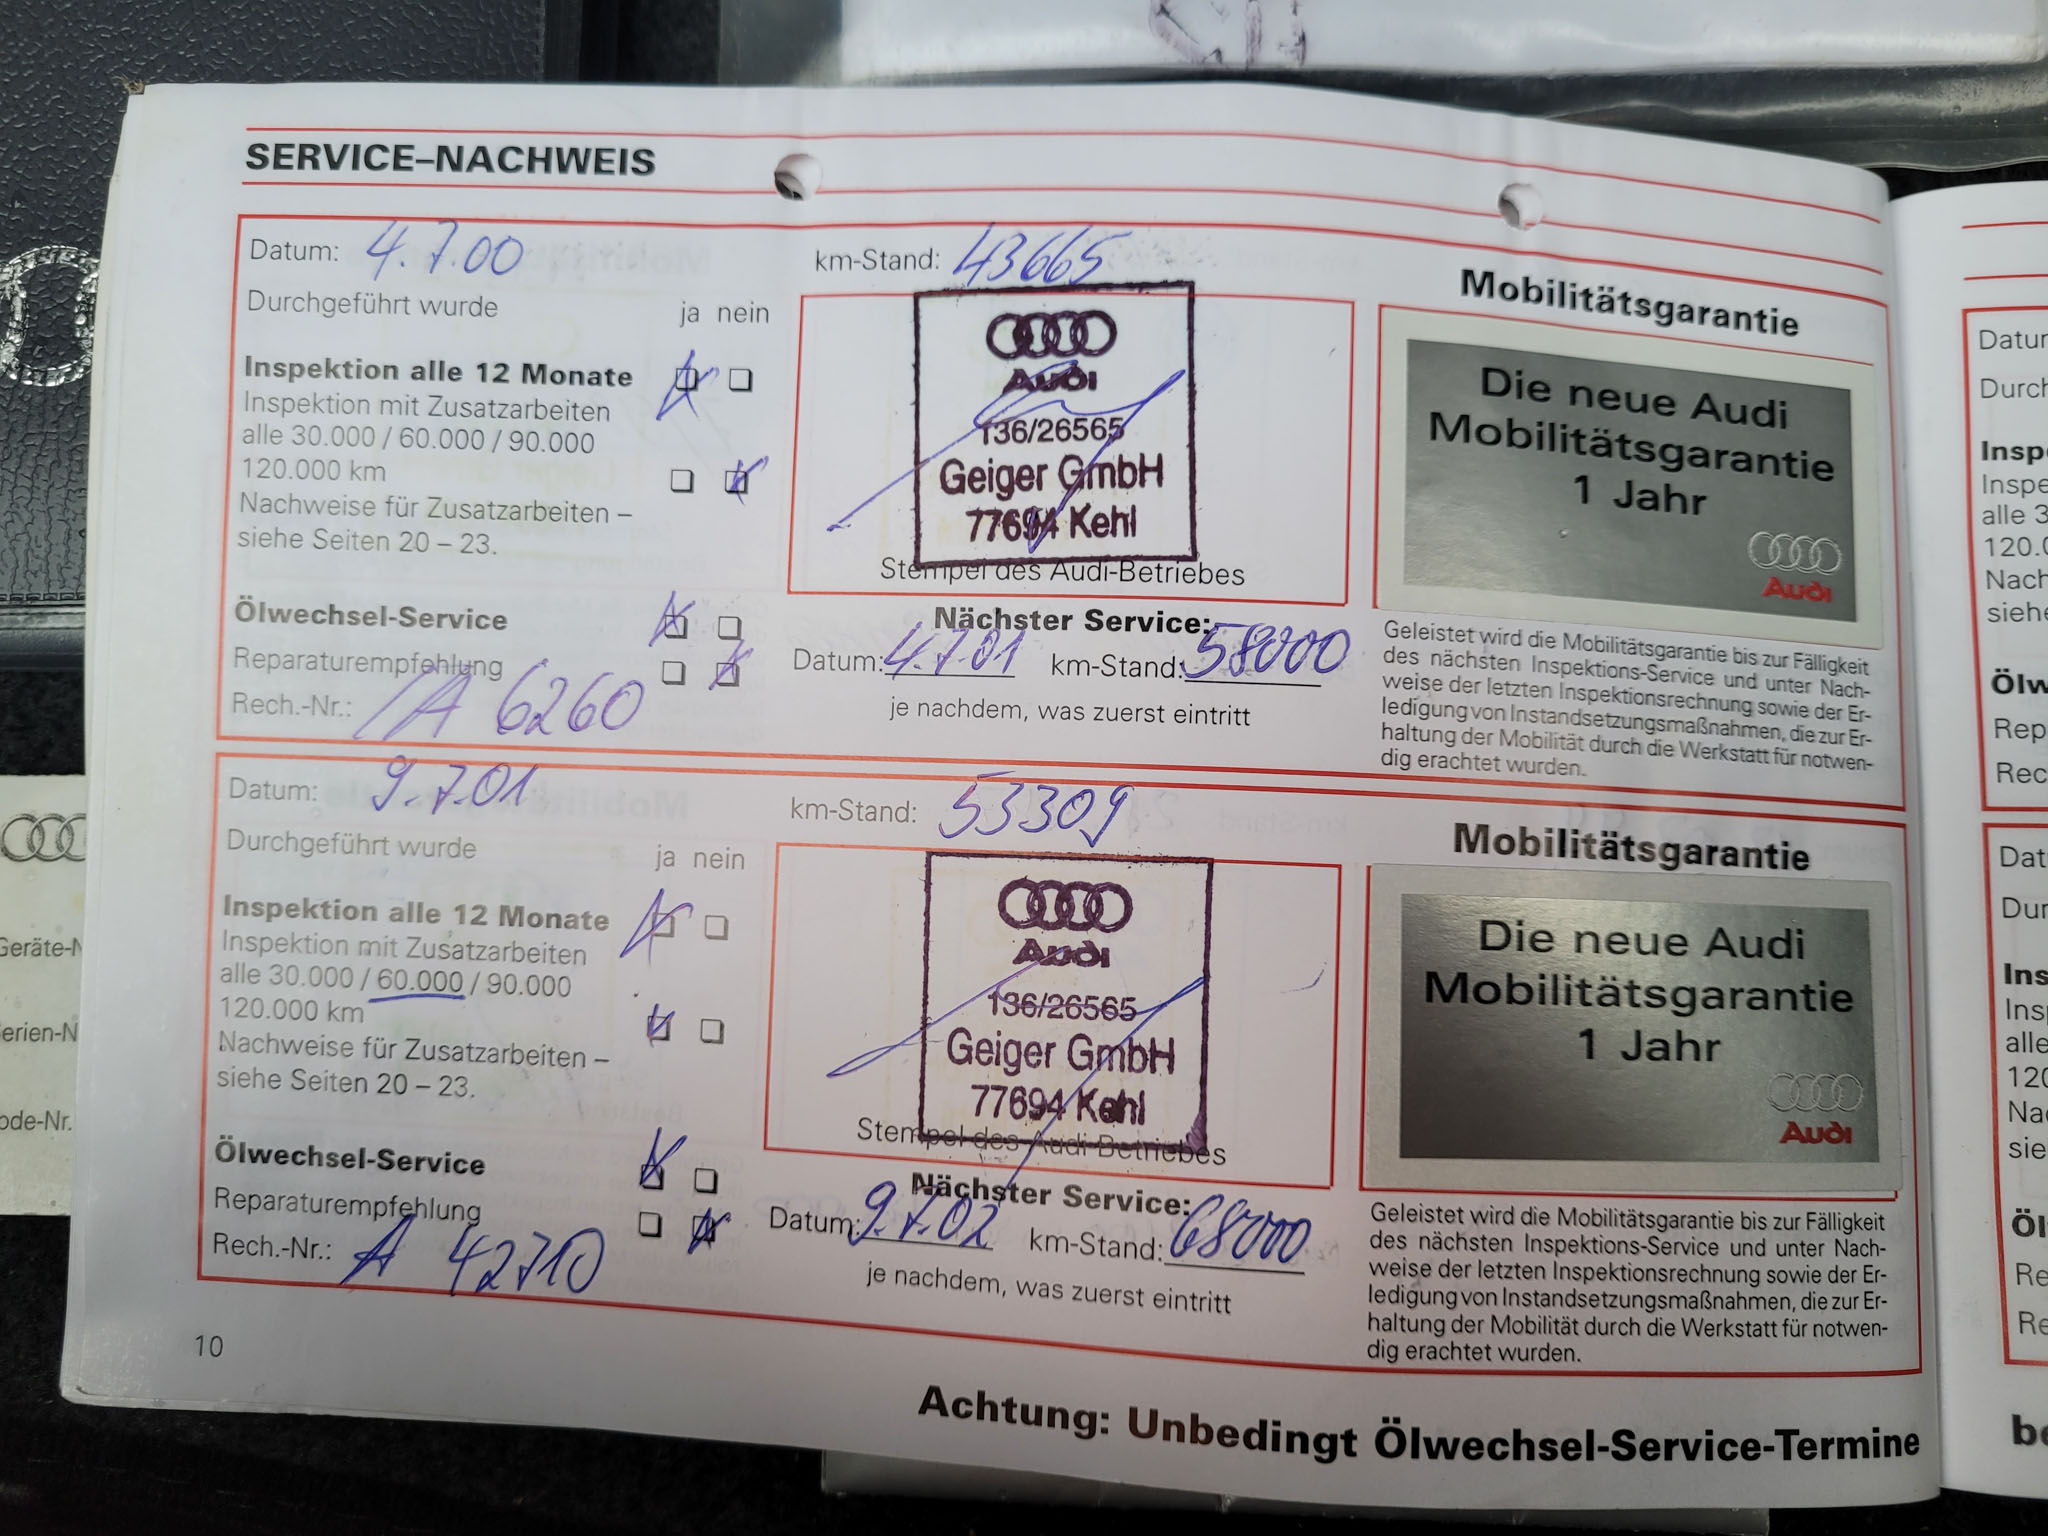 SERVICE–NACHWEIS
Datum: 4.7.00
km-Stand: 43665
Durchgeführt wurde
ja nein
Inspektion alle 12 Monate
Inspektion mit Zusatzarbeiten
alle 30.000 / 60.000 / 90.000
120.000 km
Nachweise für Zusatzarbeiten –
siehe Seiten 20 – 23.
Ölwechsel-Service
Reparaturempfehlung
Rech.-Nr.: A 6260
Audi
136/26565
Geiger GmbH
77694 Kehl
Stempel des Audi-Betriebes
Nächster Service:
Datum: 4.7.01 km-Stand: 58000
je nachdem, was zuerst eintritt
Mobilitätsgarantie
Die neue Audi
Mobilitätsgarantie
1 Jahr
Audi
Geleistet wird die Mobilitätsgarantie bis zur Fälligkeit
des nächsten Inspektions-Service und unter Nach-
weise der letzten Inspektionsrechnung sowie der Er-
ledigung von Instandsetzungsmaßnahmen, die zur Er-
haltung der Mobilität durch die Werkstatt für notwen-
dig erachtet wurden.
Datum: 9.7.01
km-Stand: 53309
Durchgeführt wurde
ja nein
Inspektion alle 12 Monate
Inspektion mit Zusatzarbeiten
alle 30.000 / 60.000 / 90.000
120.000 km
Nachweise für Zusatzarbeiten –
siehe Seiten 20 – 23.
Ölwechsel-Service
Reparaturempfehlung
Rech.-Nr.: A 42710
Audi
136/26565
Geiger GmbH
77694 Kehl
Stempel des Audi-Betriebes
Nächster Service:
Datum: 9.7.02 km-Stand: 68000
je nachdem, was zuerst eintritt
Mobilitätsgarantie
Die neue Audi
Mobilitätsgarantie
1 Jahr
Audi
Geleistet wird die Mobilitätsgarantie bis zur Fälligkeit
des nächsten Inspektions-Service und unter Nach-
weise der letzten Inspektionsrechnung sowie der Er-
ledigung von Instandsetzungsmaßnahmen, die zur Er-
haltung der Mobilität durch die Werkstatt für notwen-
dig erachtet wurden.
10
Achtung: Unbedingt Ölwechsel-Service-Termine